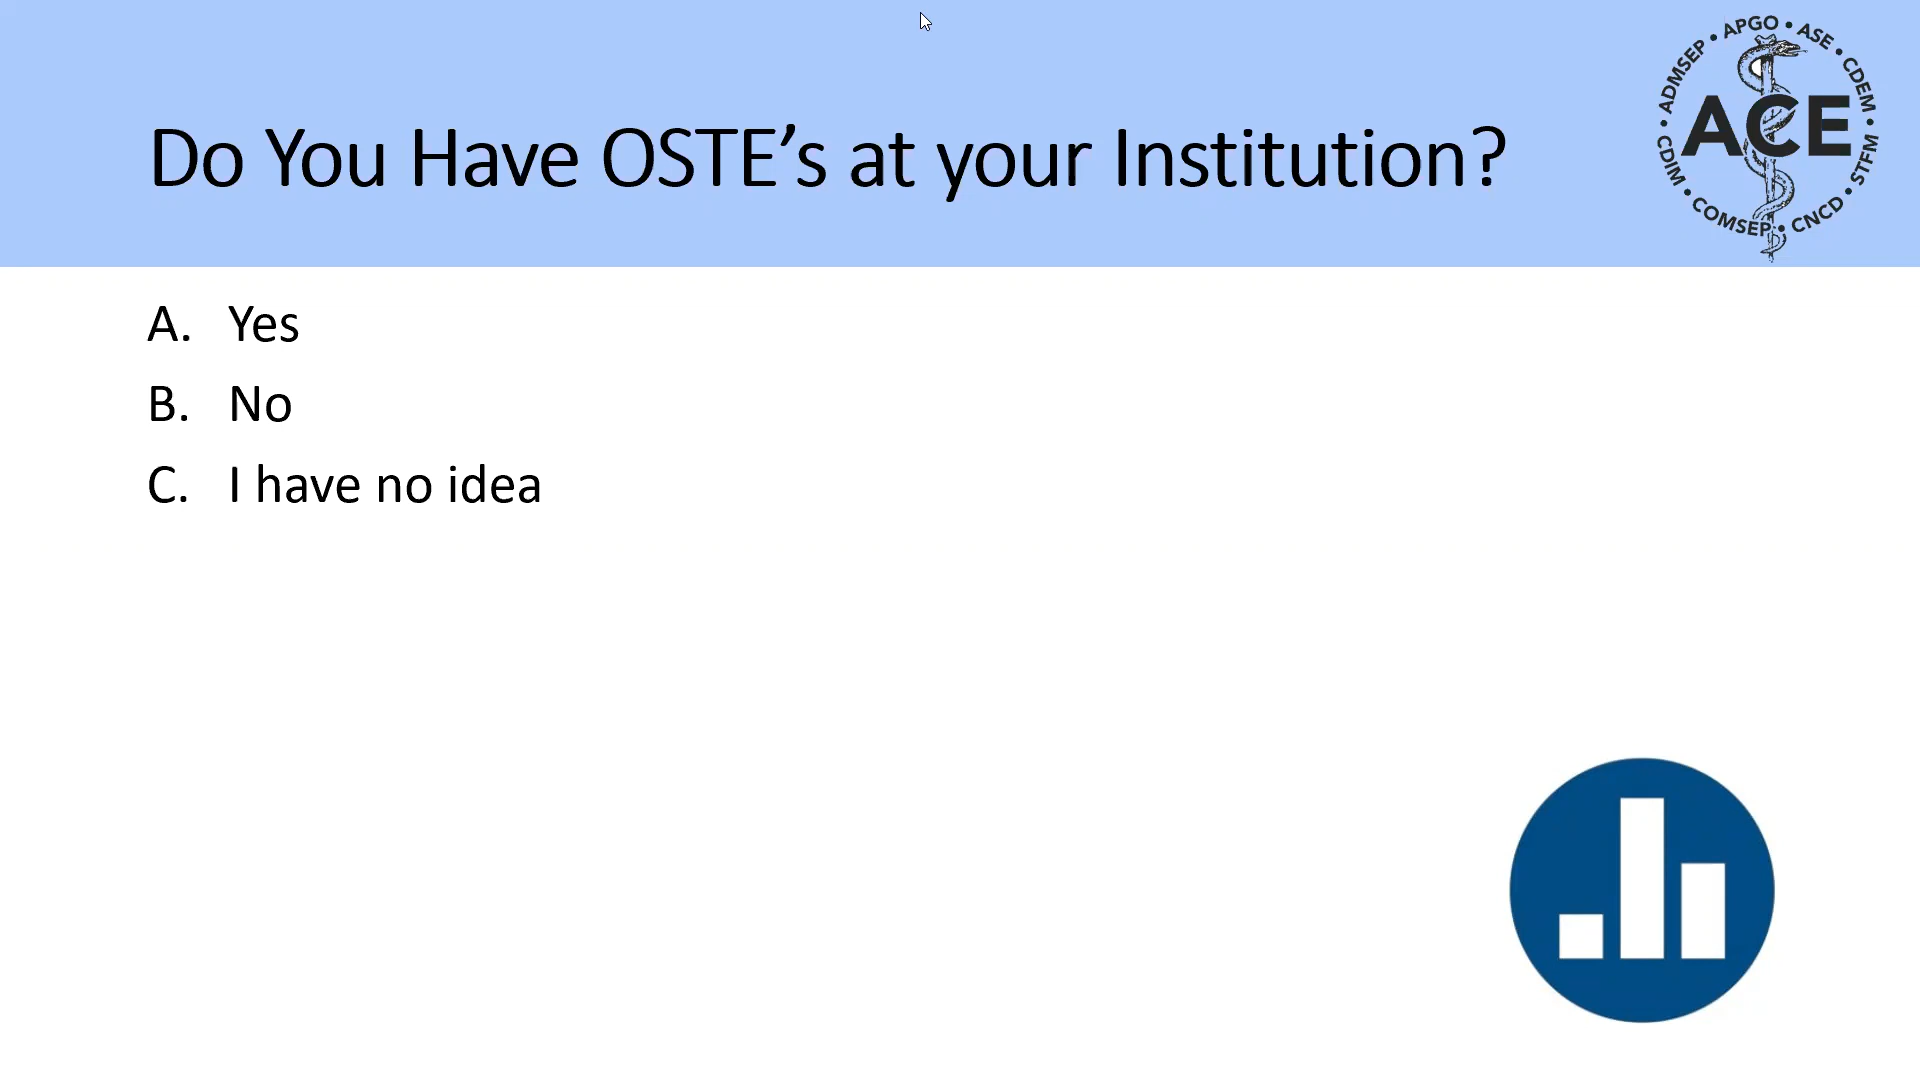 Do You Have OSTE’s at your Institution?
ADMSEP • APGO • ASE • CDEM • STFM • CNCD • COMSEP • CDIM •
ACE
A. Yes
B. No
C. I have no idea